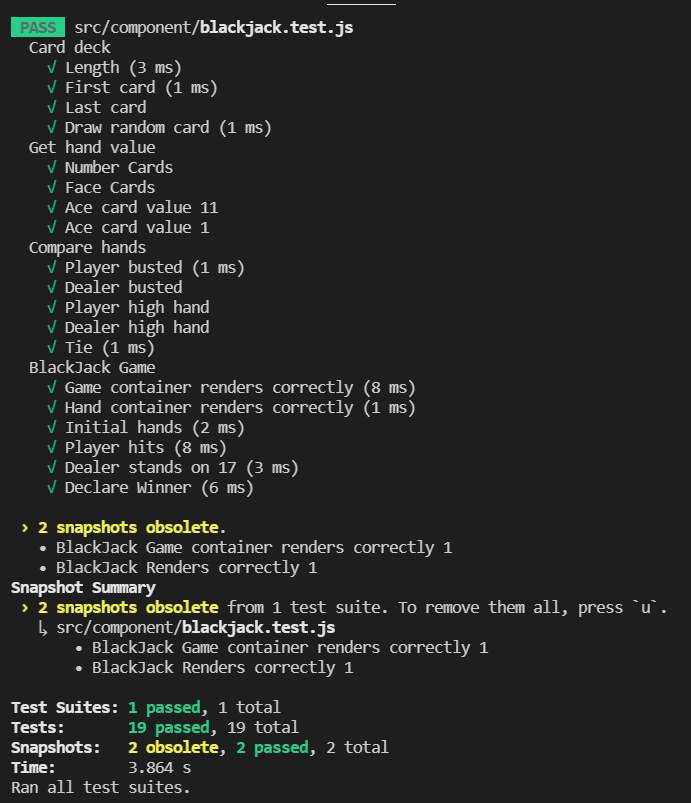 PASS src/component/blackjack.test.js
Card deck
√ Length (3 ms)
√ First card (1 ms)
√ Last card
√ Draw random card (1 ms)
Get hand value
√ Number Cards
√ Face Cards
√ Ace card value 11
√ Ace card value 1
Compare hands
√ Player busted (1 ms)
√ Dealer busted
√ Player high hand
√ Dealer high hand
√ Tie (1 ms)
BlackJack Game
√ Game container renders correctly (8 ms)
√ Hand container renders correctly (1 ms)
√ Initial hands (2 ms)
√ Player hits (8 ms)
√ Dealer stands on 17 (3 ms)
√ Declare Winner (6 ms)
› 2 snapshots obsolete.
• BlackJack Game container renders correctly 1
• BlackJack Renders correctly 1
Snapshot Summary
› 2 snapshots obsolete from 1 test suite. To remove them all, press `u`.
↳ src/component/blackjack.test.js
• BlackJack Game container renders correctly 1
• BlackJack Renders correctly 1
Test Suites: 1 passed, 1 total
Tests: 19 passed, 19 total
Snapshots: 2 obsolete, 2 passed, 2 total
Time: 3.864 s
Ran all test suites.